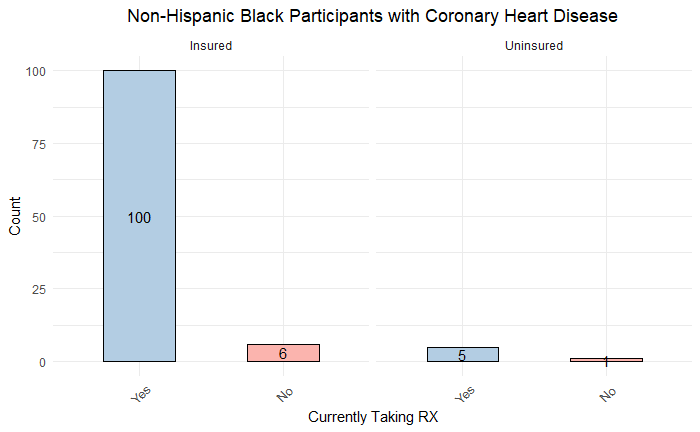 Non-Hispanic Black Participants with Coronary Heart Disease
Insured Uninsured
100
75
50
25
0
Count
100
6
5
1
Yes No Yes No
Currently Taking RX